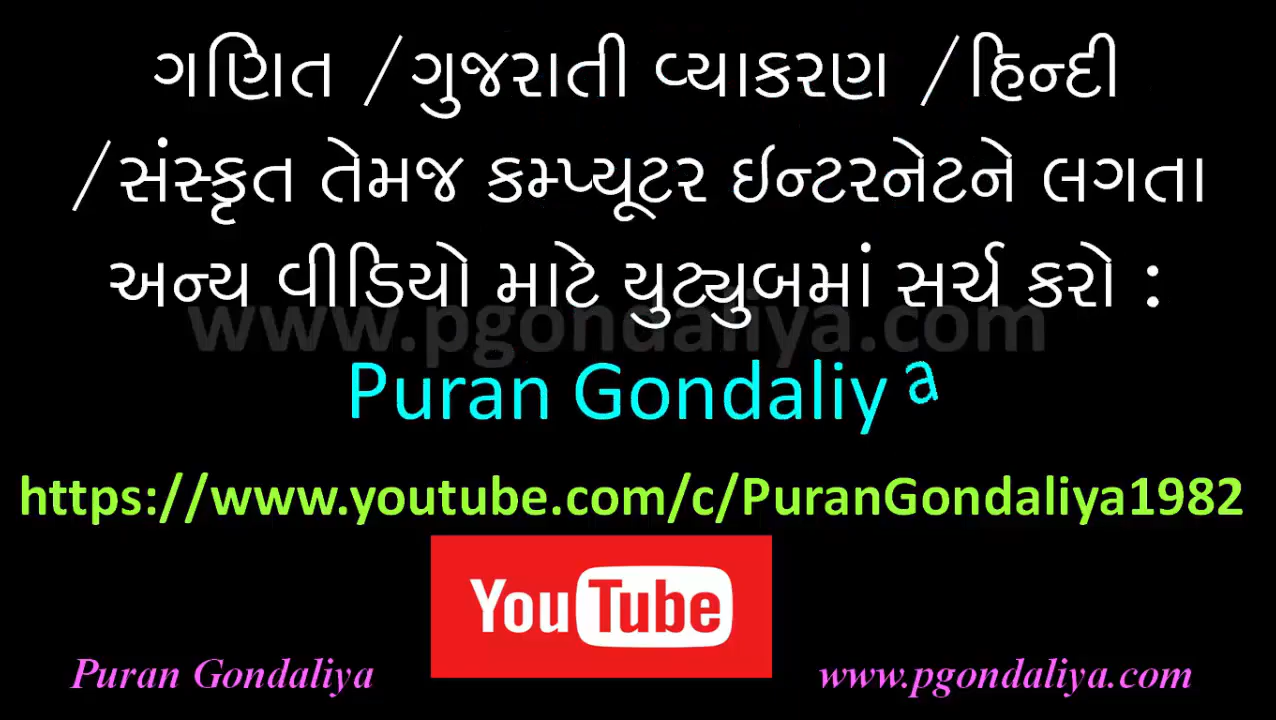 ગણિત /ગુજરાતી વ્યાકરણ /હિન્દી
/સંસ્કૃત તેમજ કમ્પ્યૂટર ઈન્ટરનેટને લગતા
અન્ય વીડિયો માટે યુટ્યુબમાં સર્ચ કરો :
www.pgondaliya.com
Puran Gondaliya
https://www.youtube.com/c/PuranGondaliya1982
YouTube
Puran Gondaliya
www.pgondaliya.com